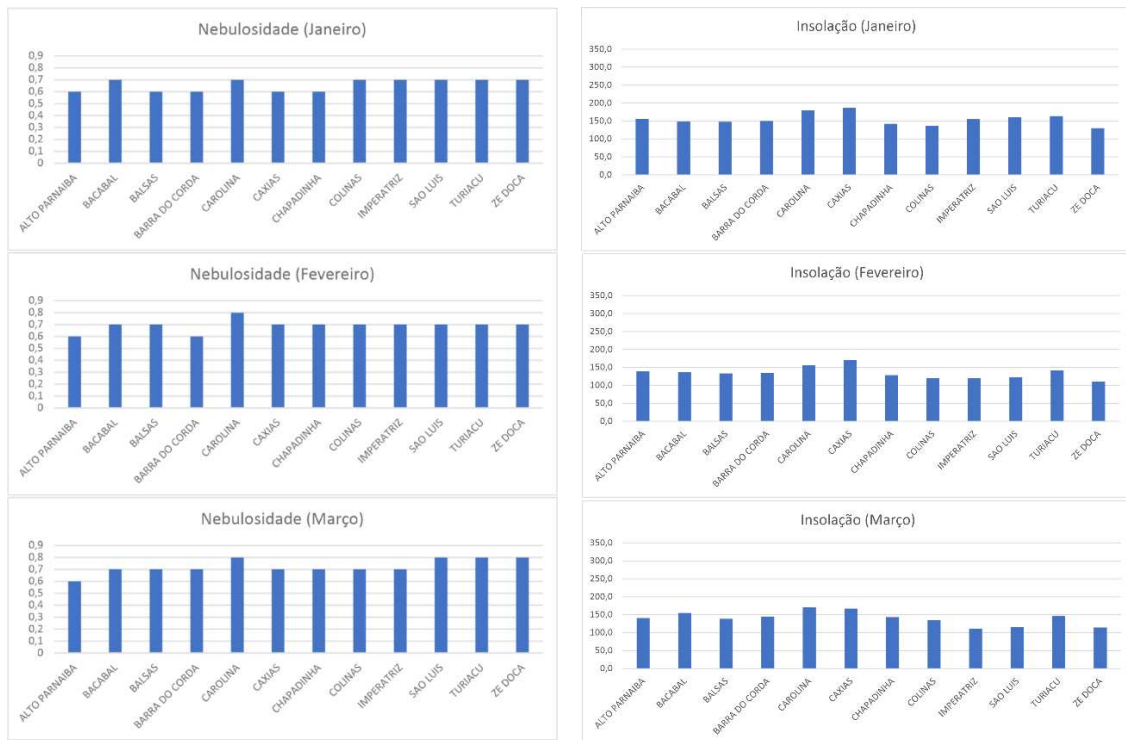 Nebulosidade (Janeiro)
0,9
0,8
0,7
0,6
0,5
0,4
0,3
0,2
0,1
0
ALTO PARNAIBA
BACABAL
BALSAS
BARRA DO CORDA
CAROLINA
CAXIAS
CHAPADINHA
COLINAS
IMPERATRIZ
SAO LUIS
TURIACU
ZE DOCA
Insolação (Janeiro)
350,0
300,0
250,0
200,0
150,0
100,0
50,0
0,0
ALTO PARNAIBA
BACABAL
BALSAS
BARRA DO CORDA
CAROLINA
CAXIAS
CHAPADINHA
COLINAS
IMPERATRIZ
SAO LUIS
TURIACU
ZE DOCA
Nebulosidade (Fevereiro)
0,9
0,8
0,7
0,6
0,5
0,4
0,3
0,2
0,1
0
ALTO PARNAIBA
BACABAL
BALSAS
BARRA DO CORDA
CAROLINA
CAXIAS
CHAPADINHA
COLINAS
IMPERATRIZ
SAO LUIS
TURIACU
ZE DOCA
Insolação (Fevereiro)
350,0
300,0
250,0
200,0
150,0
100,0
50,0
0,0
ALTO PARNAIBA
BACABAL
BALSAS
BARRA DO CORDA
CAROLINA
CAXIAS
CHAPADINHA
COLINAS
IMPERATRIZ
SAO LUIS
TURIACU
ZE DOCA
Nebulosidade (Março)
0,9
0,8
0,7
0,6
0,5
0,4
0,3
0,2
0,1
0
ALTO PARNAIBA
BACABAL
BALSAS
BARRA DO CORDA
CAROLINA
CAXIAS
CHAPADINHA
COLINAS
IMPERATRIZ
SAO LUIS
TURIACU
ZE DOCA
Insolação (Março)
350,0
300,0
250,0
200,0
150,0
100,0
50,0
0,0
ALTO PARNAIBA
BACABAL
BALSAS
BARRA DO CORDA
CAROLINA
CAXIAS
CHAPADINHA
COLINAS
IMPERATRIZ
SAO LUIS
TURIACU
ZE DOCA